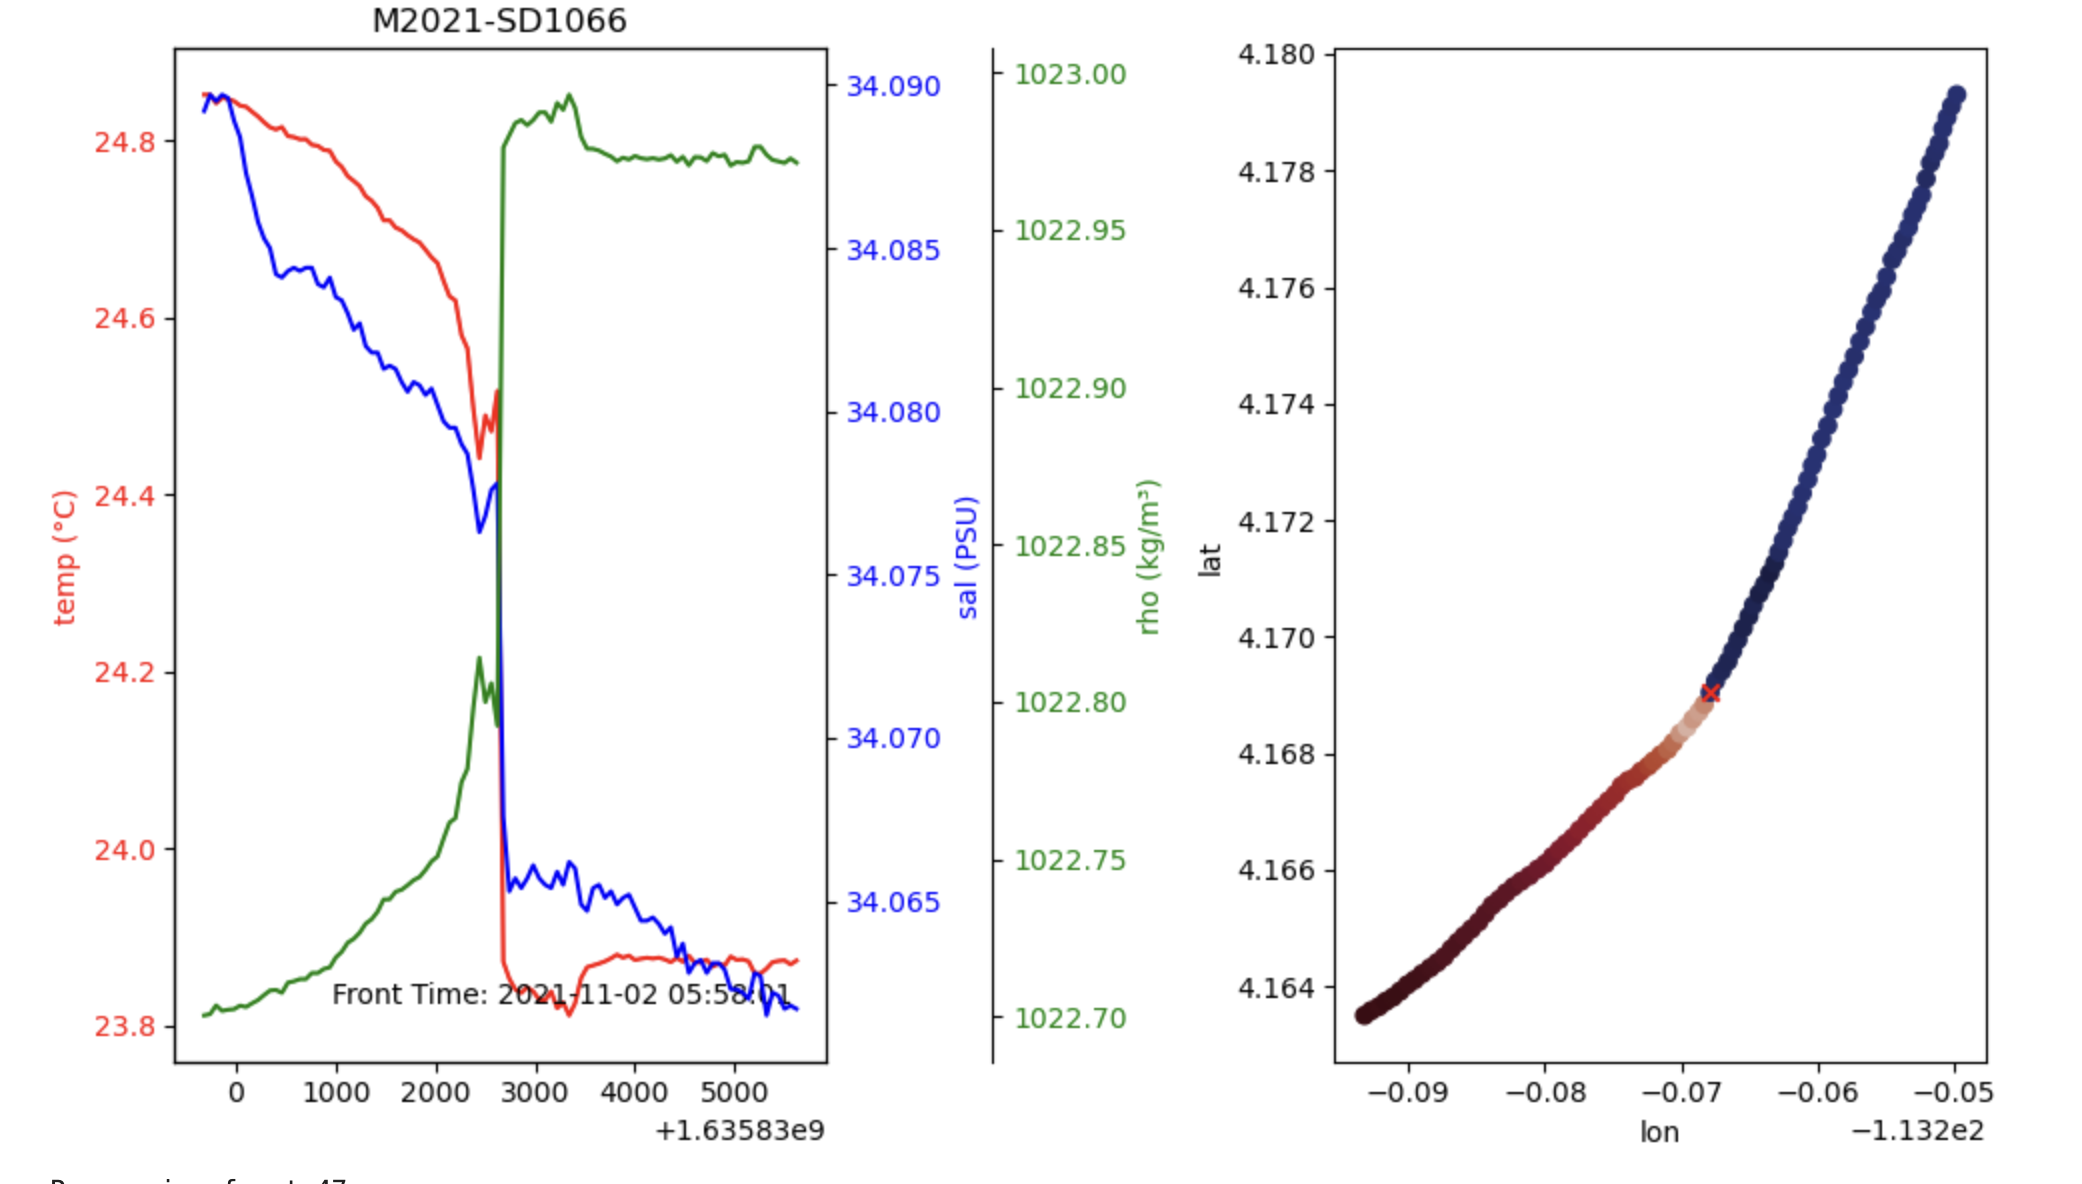 M2021-SD1066
temp (°C)
24.8
24.6
24.4
24.2
24.0
23.8
0 1000 2000 3000 4000 5000
+1.63583e9
Front Time: 2021-11-02 05:58:01
34.090
34.085
34.080
34.075
34.070
34.065
sal (PSU)
1023.00
1022.95
1022.90
1022.85
1022.80
1022.75
1022.70
rho (kg/m³)
lat
4.180
4.178
4.176
4.174
4.172
4.170
4.168
4.166
4.164
−0.09 −0.08 −0.07 −0.06 −0.05
lon
−1.132e2